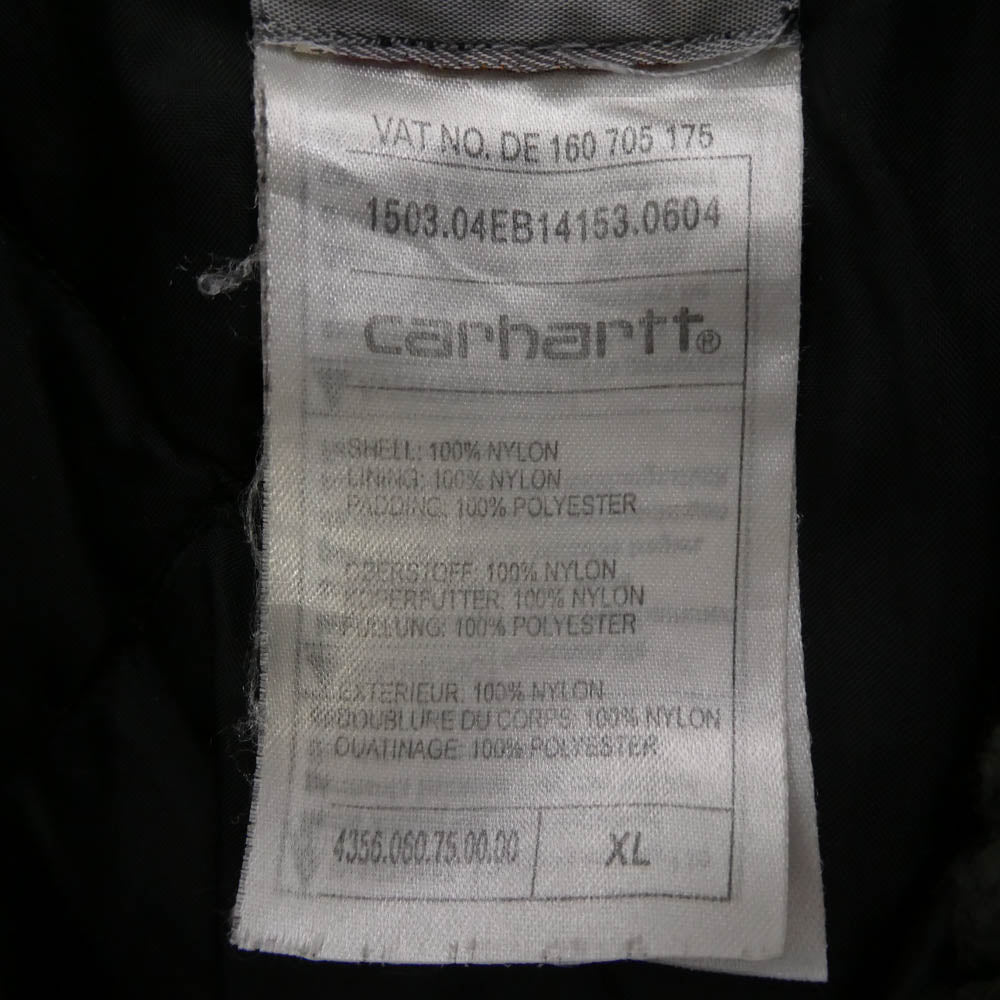 VAT NO. DE 160 705 175
1503.04EB14153.0604
carhartt®
SHELL: 100% NYLON
LINING: 100% NYLON
PADDING: 100% POLYESTER
OBERSTOFF: 100% NYLON
KÖPERFUTTER: 100% NYLON
FÜLLUNG: 100% POLYESTER
EXTERIEUR: 100% NYLON
DOUBLURE DU CORPS: 100% NYLON
OUATINAGE: 100% POLYESTER
4356.060.75.00.00
XL